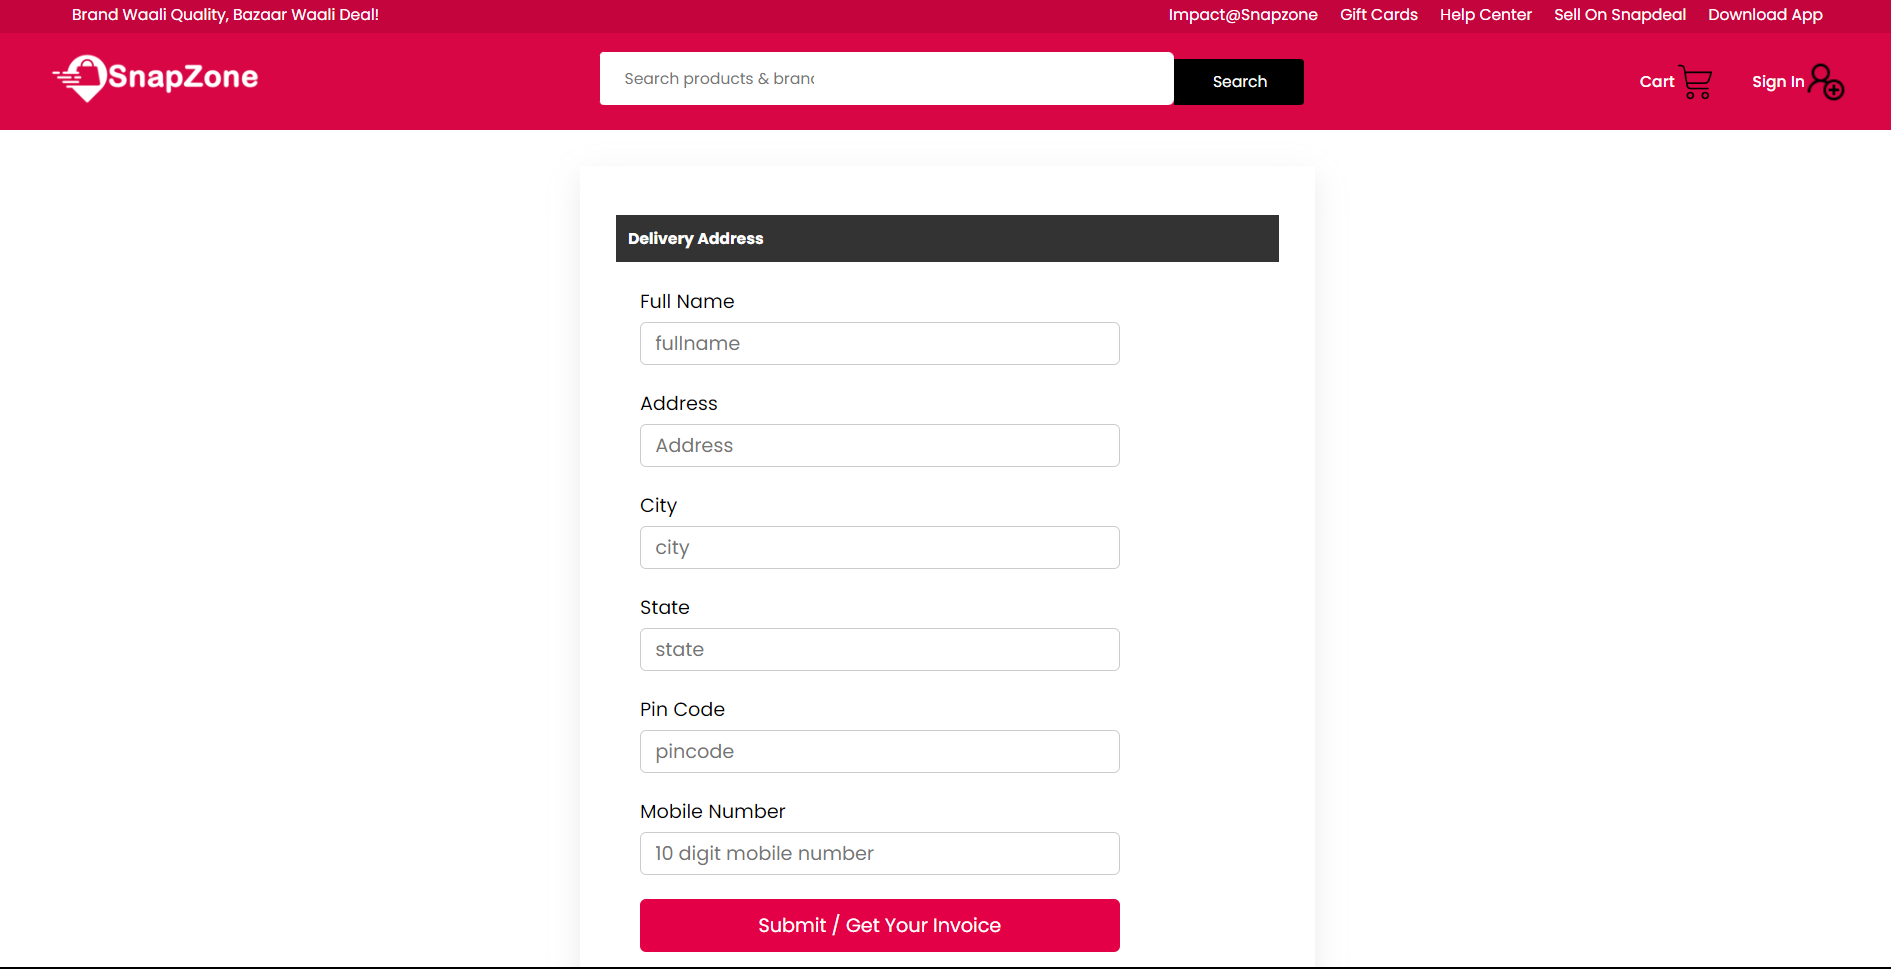 Brand Waali Quality, Bazaar Waali Deal!
Impact@Snapzone Gift Cards Help Center Sell On Snapdeal Download App
SnapZone
Search products & branc
Search
Cart
Sign In
Delivery Address
Full Name
fullname
Address
Address
City
city
State
state
Pin Code
pincode
Mobile Number
10 digit mobile number
Submit / Get Your Invoice